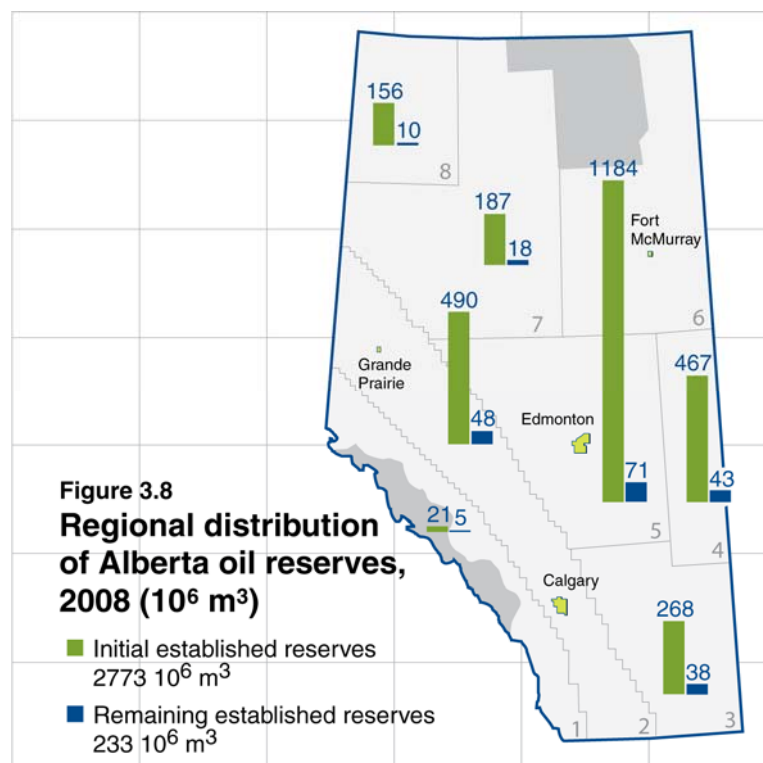 156
10
8
1184
187
18
Fort
McMurray
490
7
6
Grande
Prairie
467
48
Edmonton
71
43
Figure 3.8
Regional distribution
of Alberta oil reserves,
2008 (10⁶ m³)
21 5
5
4
Calgary
268
38
Initial established reserves
2773 10⁶ m³
Remaining established reserves
233 10⁶ m³
1
2
3